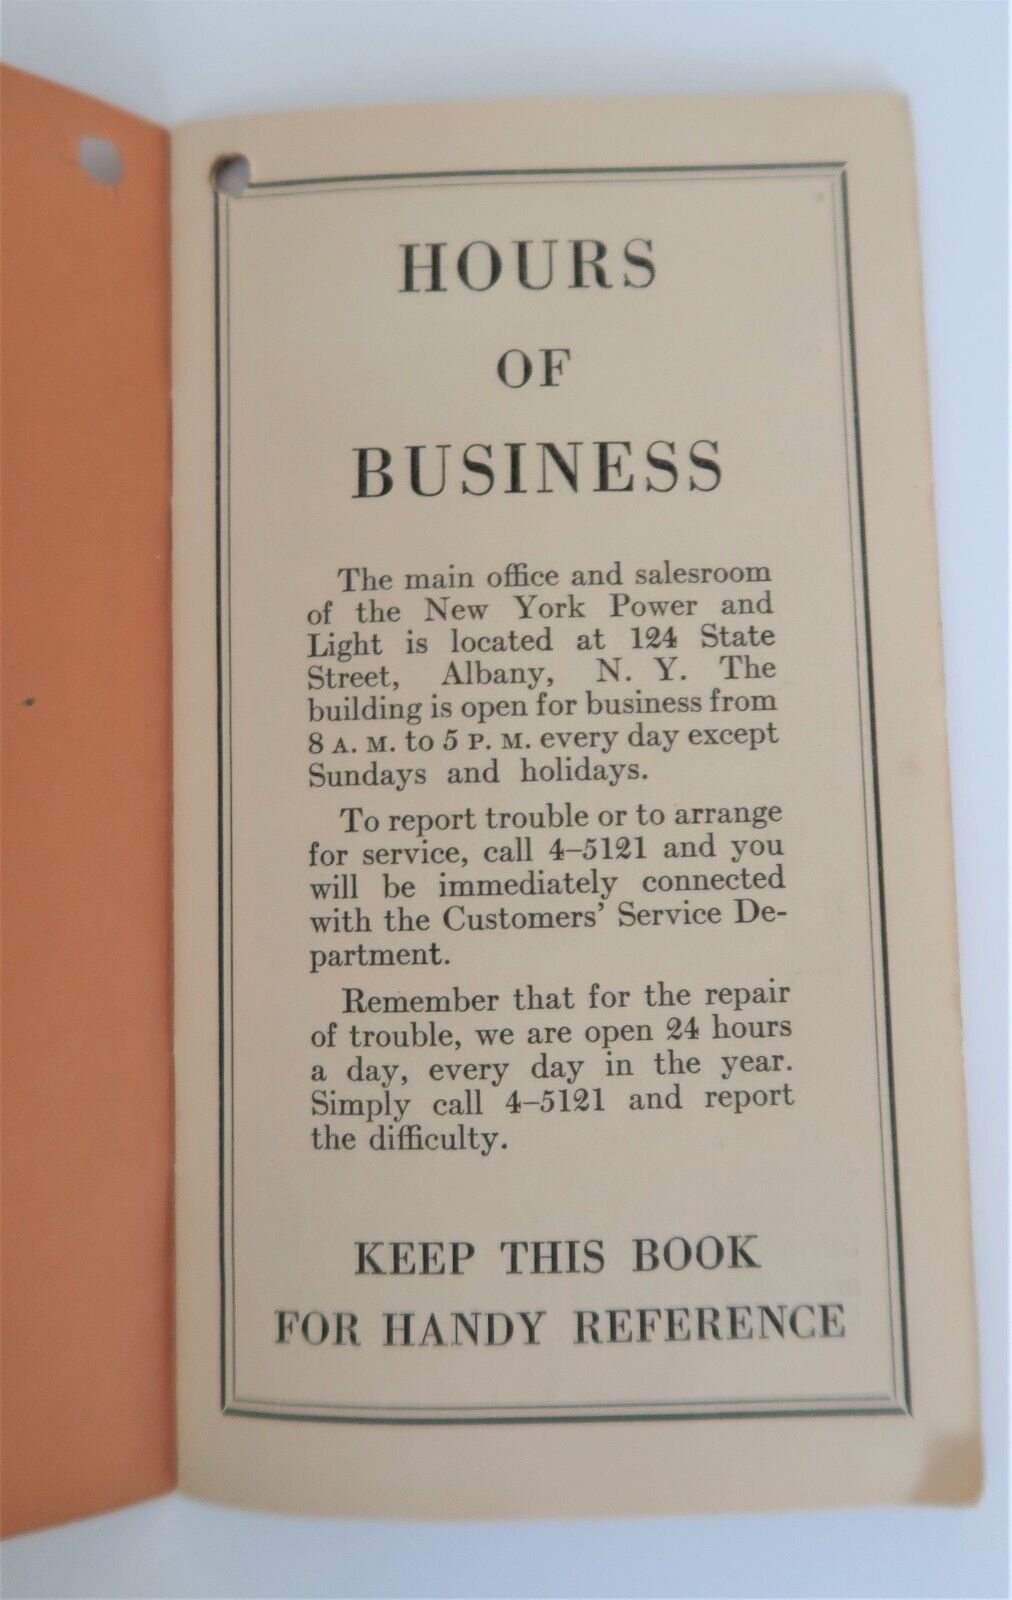 HOURS
OF
BUSINESS
The main office and salesroom
of the New York Power and
Light is located at 124 State
Street, Albany, N. Y. The
building is open for business from
8 A. M. to 5 P. M. every day except
Sundays and holidays.
To report trouble or to arrange
for service, call 4–5121 and you
will be immediately connected
with the Customers' Service De-
partment.
Remember that for the repair
of trouble, we are open 24 hours
a day, every day in the year.
Simply call 4–5121 and report
the difficulty.
KEEP THIS BOOK
FOR HANDY REFERENCE